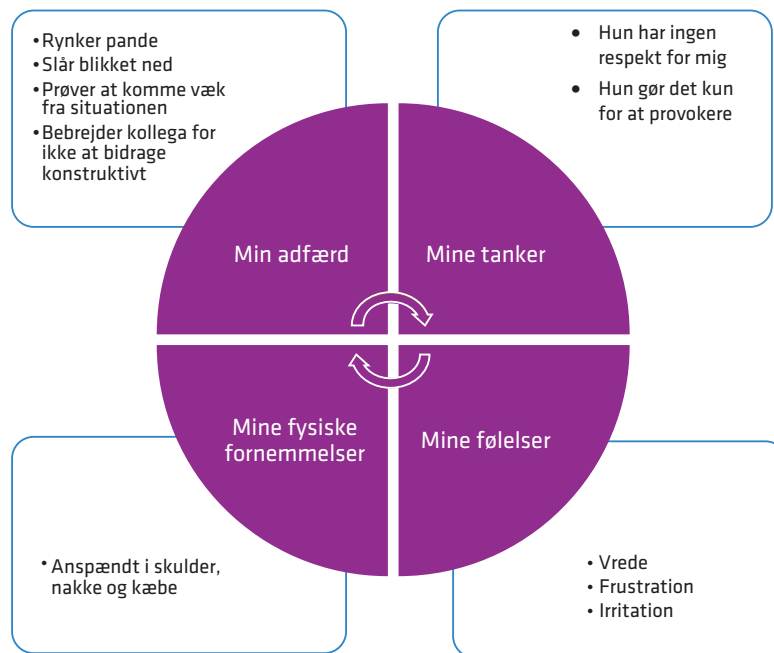 • Rynker pande
• Slår blikket ned
• Prøver at komme væk
fra situationen
• Bebrejder kollega for
ikke at bidrage
konstruktivt
• Hun har ingen
respekt for mig
• Hun gør det kun
for at provokere
Min adfærd
Mine tanker
Mine fysiske
fornemmelser
Mine følelser
• Anspændt i skulder,
nakke og kæbe
• Vrede
• Frustration
• Irritation